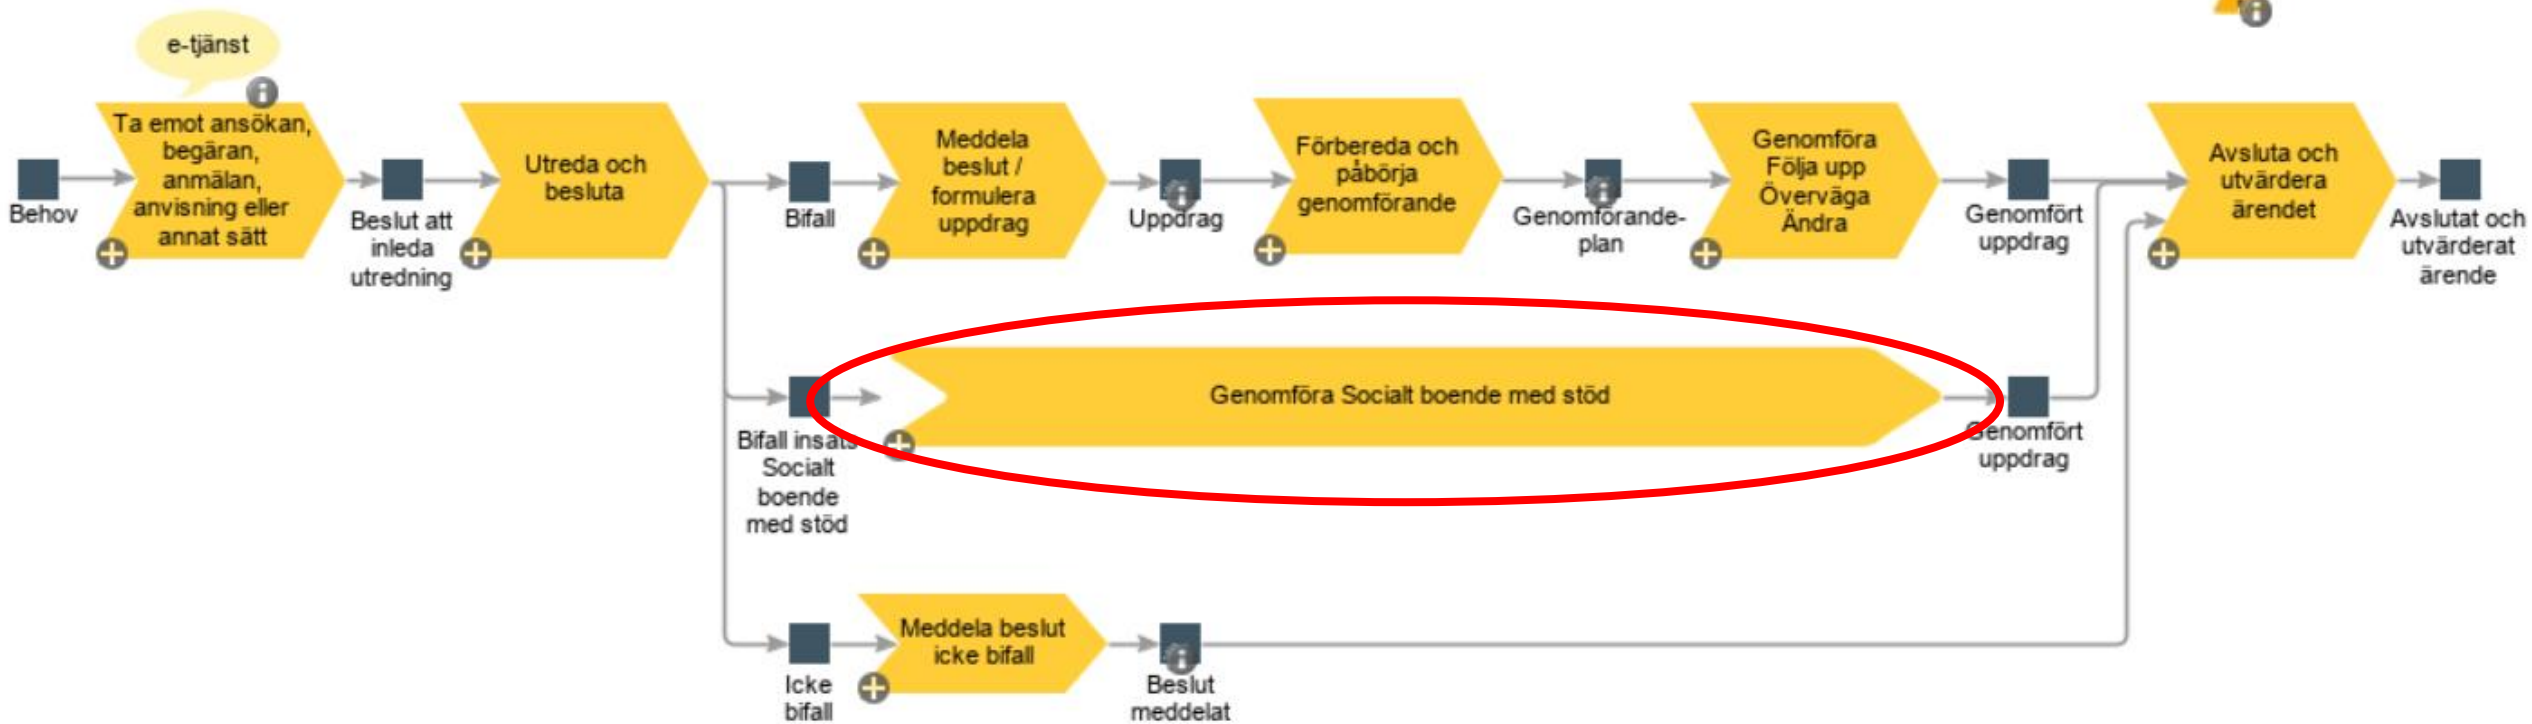 e-tjänst
Ta emot ansökan,
begäran,
anmälan,
anvisning eller
annat sätt
Behov
Beslut att
inleda
utredning
Utreda och
besluta
Bifall
Meddela
beslut /
formulera
uppdrag
Uppdrag
Förbereda och
påbörja
genomförande
Genomförande-
plan
Genomföra
Följa upp
Överväga
Ändra
Genomfört
uppdrag
Avsluta och
utvärdera
ärendet
Avslutat och
utvärderat
ärende
Bifall insats
Socialt
boende
med stöd
Genomföra Socialt boende med stöd
Genomfört
uppdrag
Icke
bifall
Meddela beslut
icke bifall
Beslut
meddelat